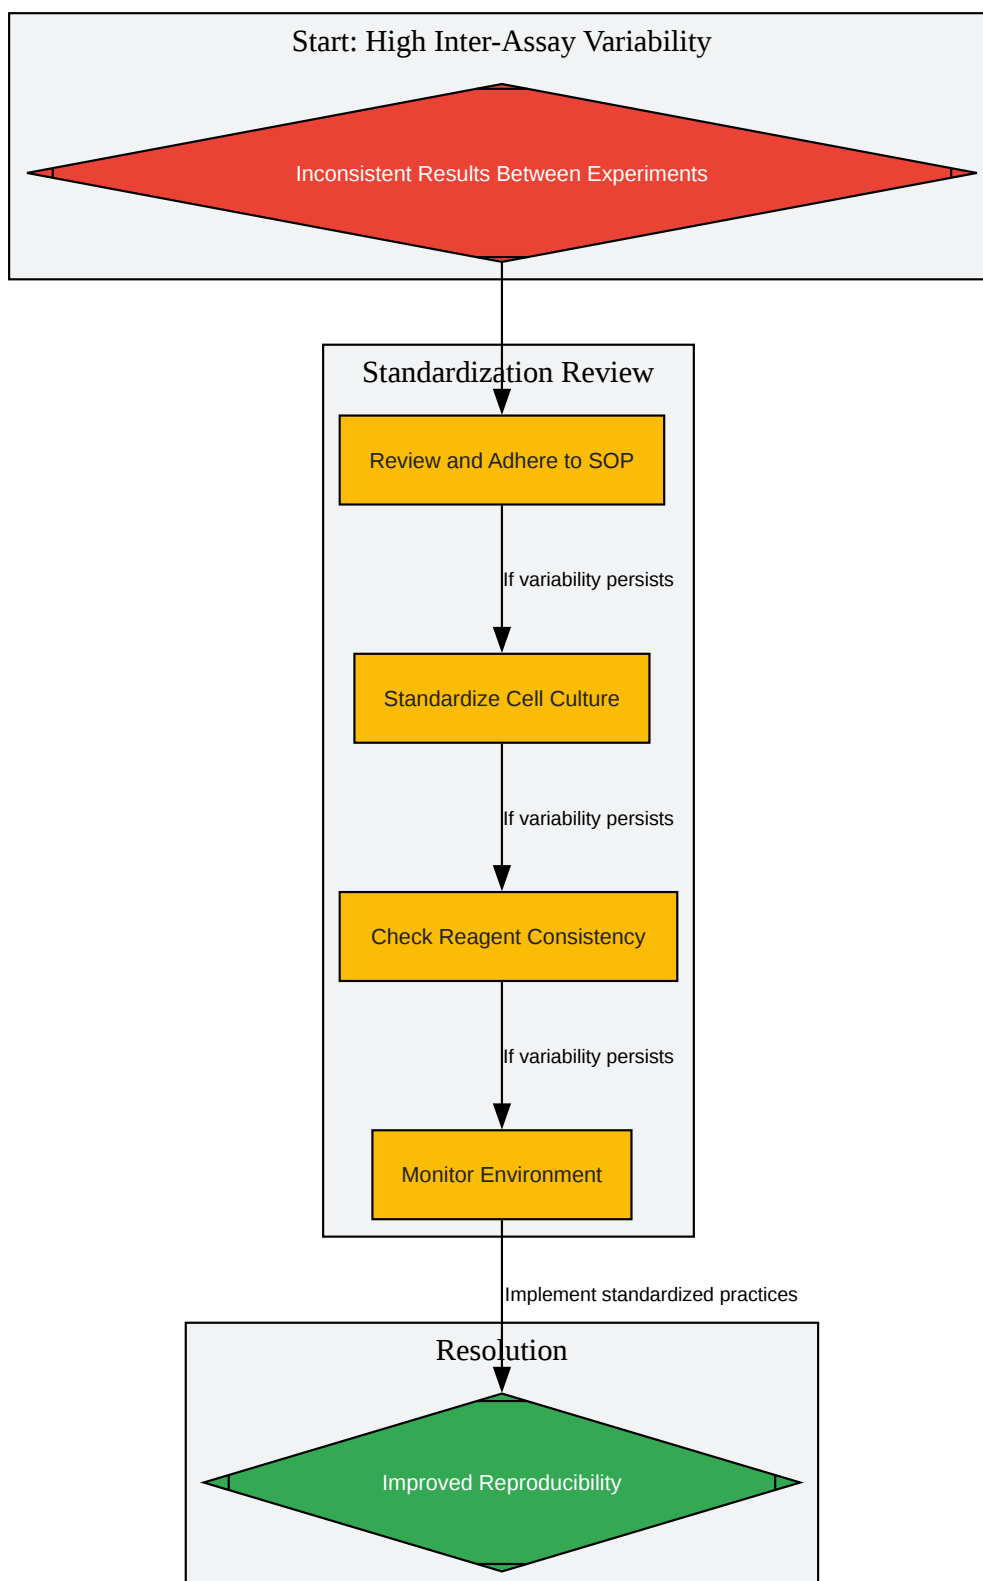 Start: High Inter-Assay Variability
Inconsistent Results Between Experiments
Standardization Review
Review and Adhere to SOP
If variability persists
Standardize Cell Culture
If variability persists
Check Reagent Consistency
If variability persists
Monitor Environment
Implement standardized practices
Resolution
Improved Reproducibility